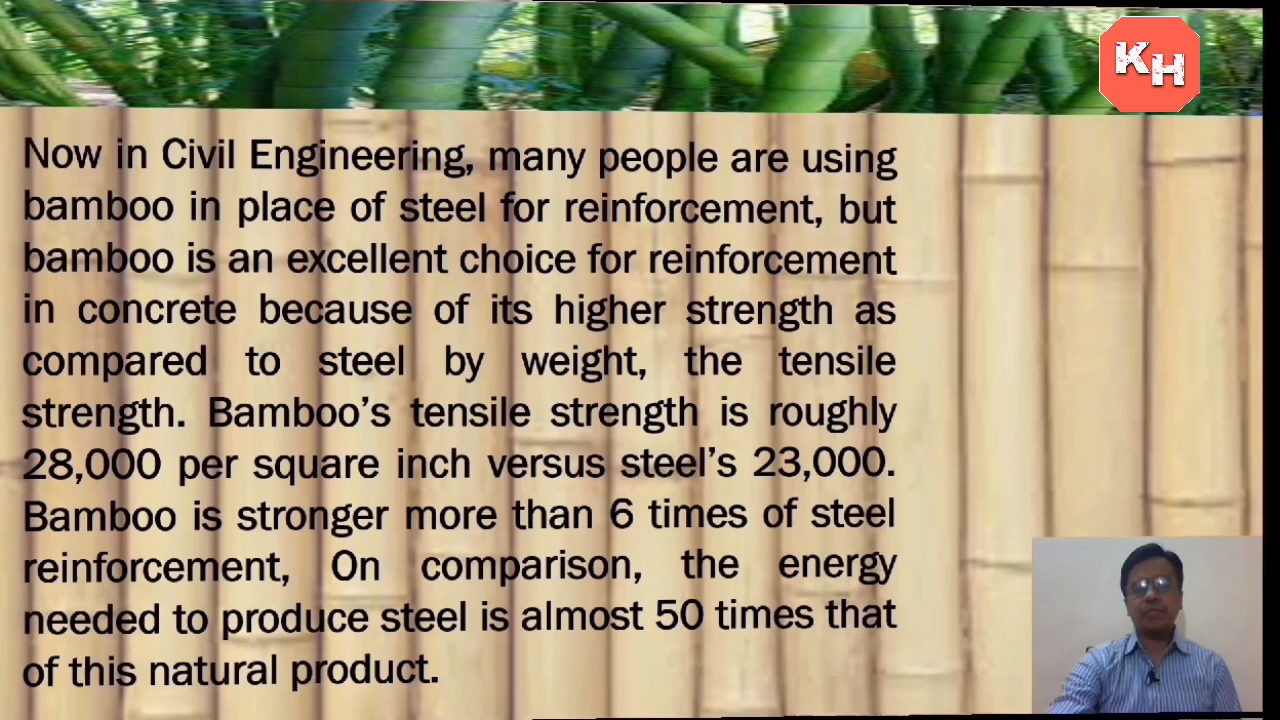 KH
Now in Civil Engineering, many people are using
bamboo in place of steel for reinforcement, but
bamboo is an excellent choice for reinforcement
in concrete because of its higher strength as
compared to steel by weight, the tensile
strength. Bamboo’s tensile strength is roughly
28,000 per square inch versus steel’s 23,000.
Bamboo is stronger more than 6 times of steel
reinforcement, On comparison, the energy
needed to produce steel is almost 50 times that
of this natural product.